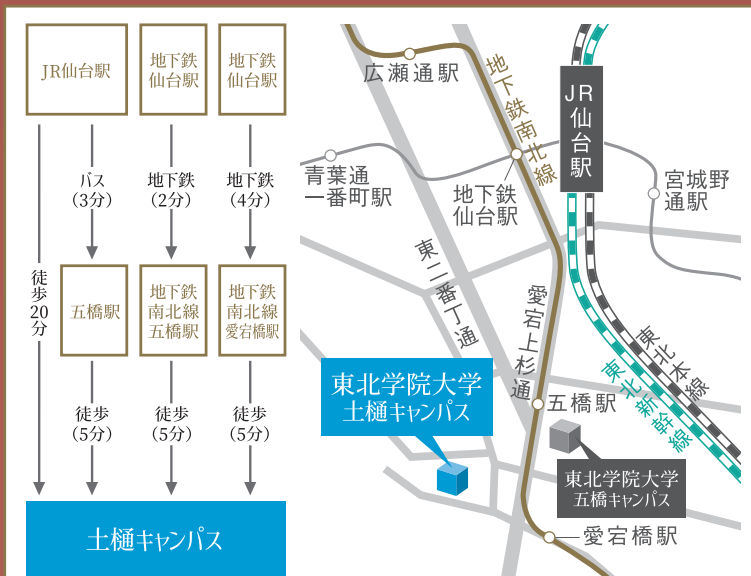 JR仙台駅
地下鉄
仙台駅
地下鉄
仙台駅
徒歩
20
分
バス
(3分)
地下鉄
(2分)
地下鉄
(4分)
五橋駅
地下鉄
南北線
五橋駅
地下鉄
南北線
愛宕橋駅
徒歩
(5分)
徒歩
(5分)
徒歩
(5分)
土樋キャンパス
広瀬通駅
地下鉄南北線
JR仙台駅
青葉通
一番町駅
地下鉄
仙台駅
宮城野
通駅
東二番丁通
愛宕上杉通
東北本線
東北新幹線
東北学院大学
土樋キャンパス
五橋駅
東北学院大学
五橋キャンパス
愛宕橋駅